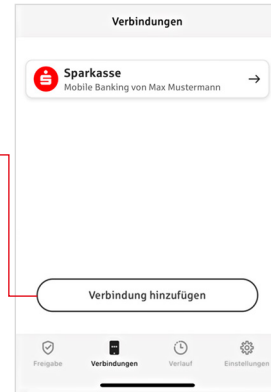 Verbindungen
Sparkasse
Mobile Banking von Max Mustermann
Verbindung hinzufügen
Freigabe
Verbindungen
Verlauf
Einstellungen